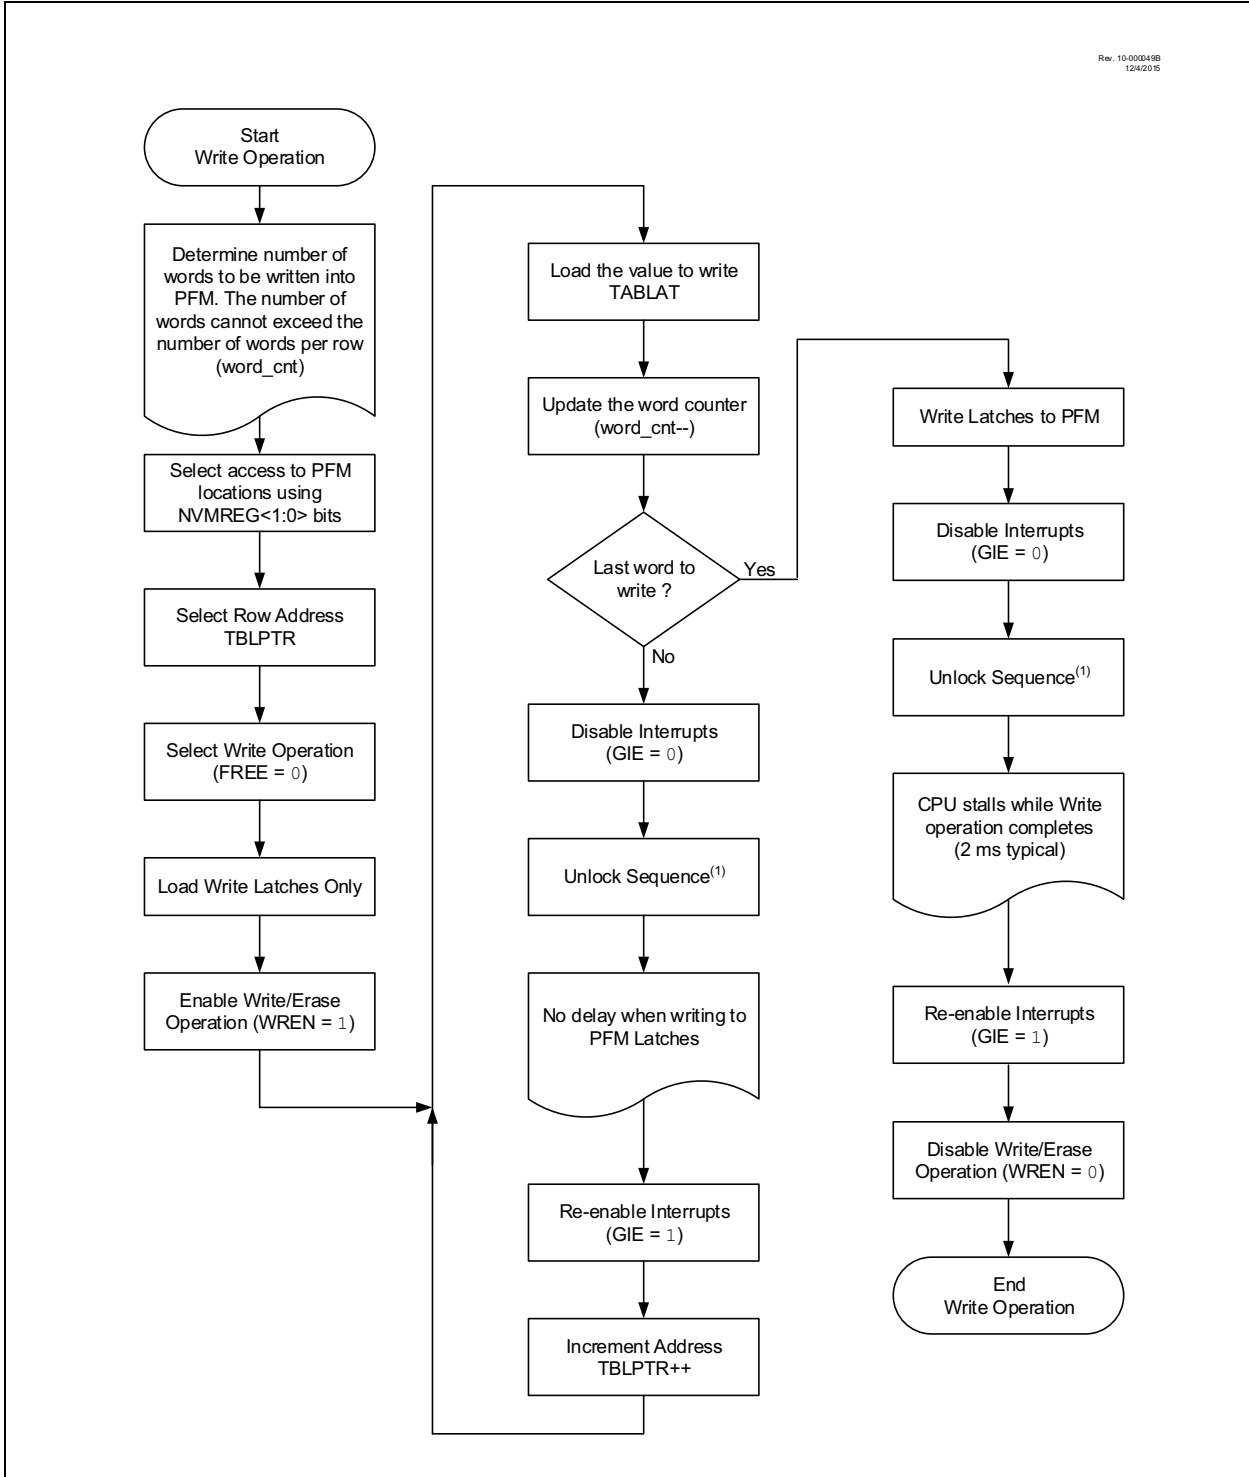 Rev. 10-000049B
12/4/2015
Start
Write Operation
Determine number of
words to be written into
PFM. The number of
words cannot exceed the
number of words per row
(word_cnt)
Select access to PFM
locations using
NVMREG<1:0> bits
Select Row Address
TBLPTR
Select Write Operation
(FREE = 0)
Load Write Latches Only
Enable Write/Erase
Operation (WREN = 1)
Load the value to write
TABLAT
Update the word counter
(word_cnt--)
Last word to
write ?
Yes
No
Disable Interrupts
(GIE = 0)
Unlock Sequence(1)
No delay when writing to
PFM Latches
Re-enable Interrupts
(GIE = 1)
Increment Address
TBLPTR++
Write Latches to PFM
Disable Interrupts
(GIE = 0)
Unlock Sequence(1)
CPU stalls while Write
operation completes
(2 ms typical)
Re-enable Interrupts
(GIE = 1)
Disable Write/Erase
Operation (WREN = 0)
End
Write Operation